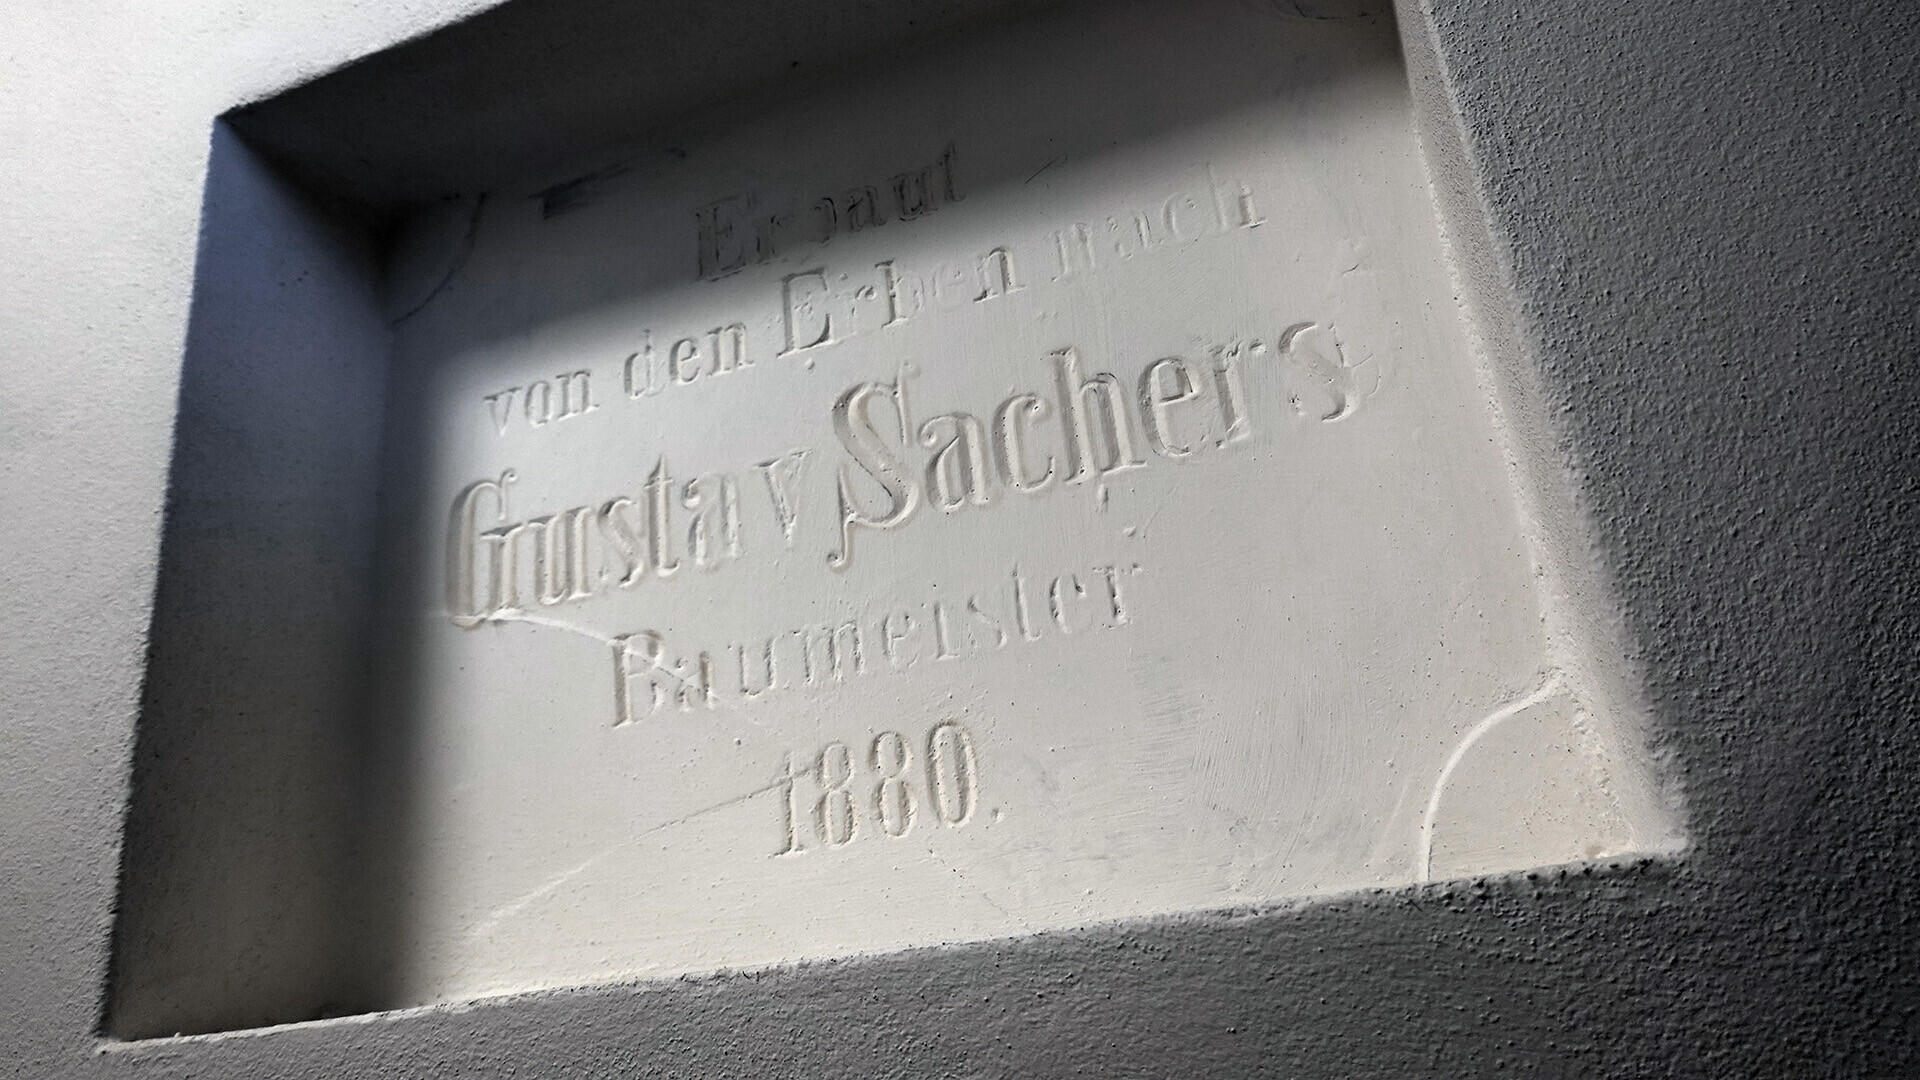 Erbaut
von den Erben nach
Gustav Sachers
Baumeister
1880.